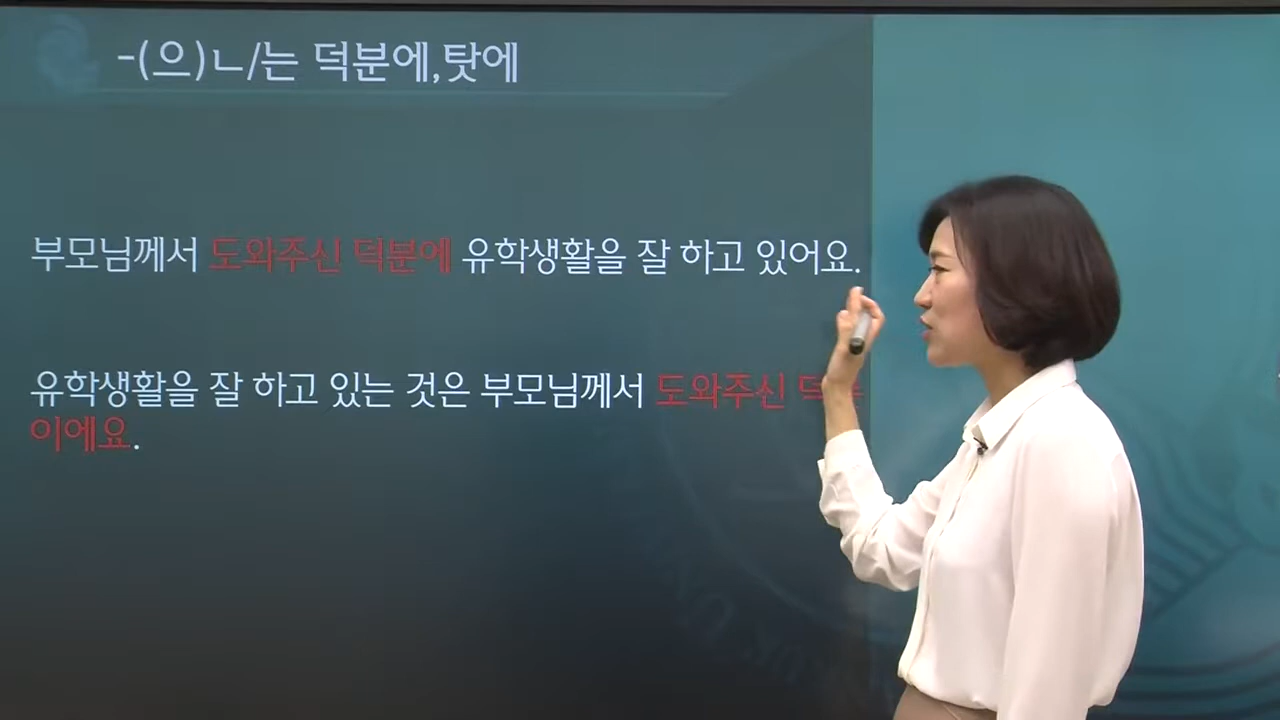 -(으)ㄴ/는 덕분에,탓에
부모님께서 도와주신 덕분에 유학생활을 잘 하고 있어요.
유학생활을 잘 하고 있는 것은 부모님께서 도와주신
이에요.